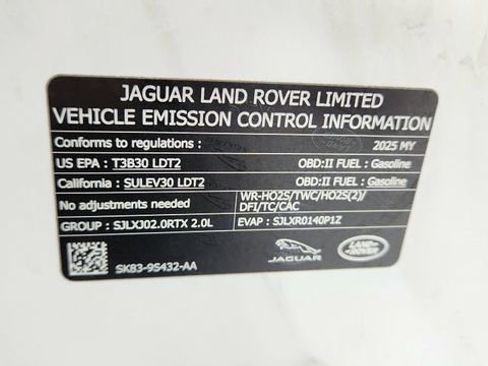 JAGUAR LAND ROVER LIMITED
VEHICLE EMISSION CONTROL INFORMATION
Conforms to regulations : 2025 MY
US EPA : T3B30 LDT2 OBD:II FUEL : Gasoline
California : SULEV30 LDT2 OBD:II FUEL : Gasoline
No adjustments needed WR-HO2S/TWC/HO2S(2)/
DFI/TC/CAC
GROUP : SJLXJ02.0RTX 2.0L EVAP : SJLXR0140P1Z
SK83-9S432-AA
JAGUAR
LAND-
ROVER